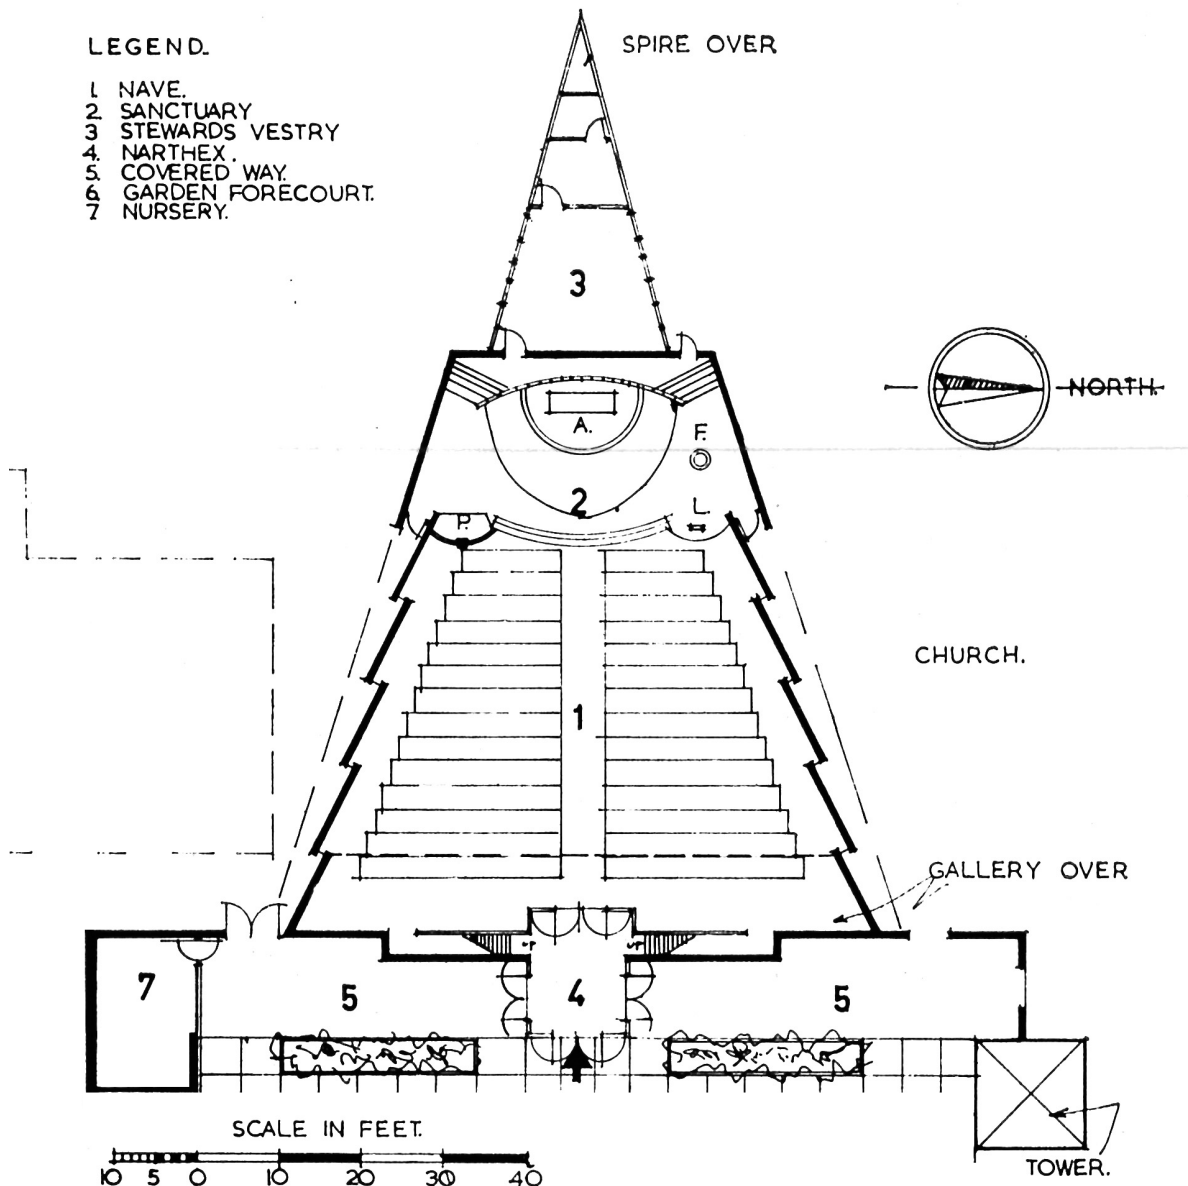 LEGEND.
1. NAVE.
2. SANCTUARY
3 STEWARDS VESTRY
4. NARTHEX.
5. COVERED WAY.
6 GARDEN FORECOURT.
7 NURSERY.
SPIRE OVER
3
NORTH.
A.
F.
2
L.
P.
CHURCH.
1
GALLERY OVER
7
5
4
5
SCALE IN FEET.
10 5 0 10 20 30 40
TOWER.